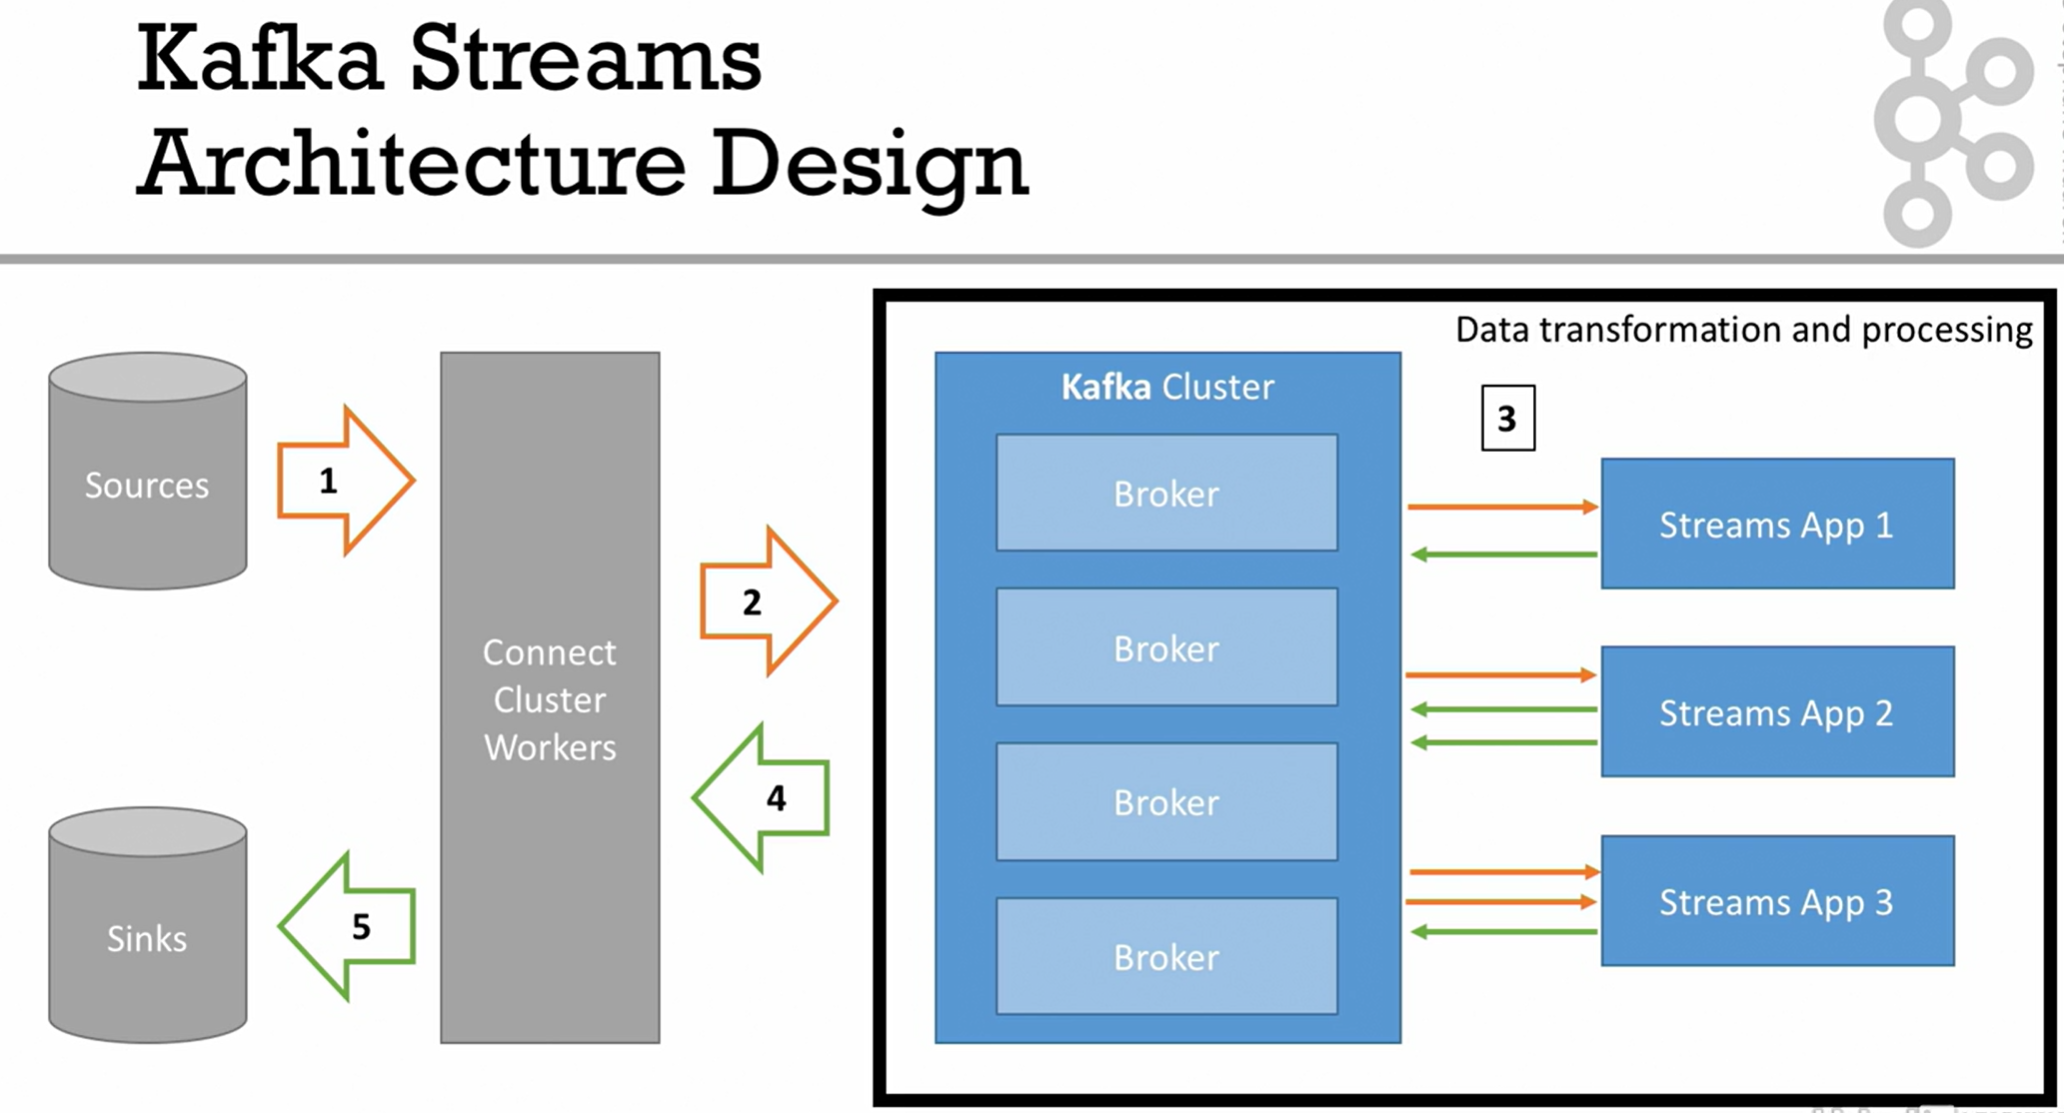 Kafka Streams
Architecture Design
Data transformation and processing
Sources
1
Connect
Cluster
Workers
2
Kafka Cluster
Broker
Broker
Broker
Broker
3
Streams App 1
Streams App 2
Streams App 3
4
5
Sinks